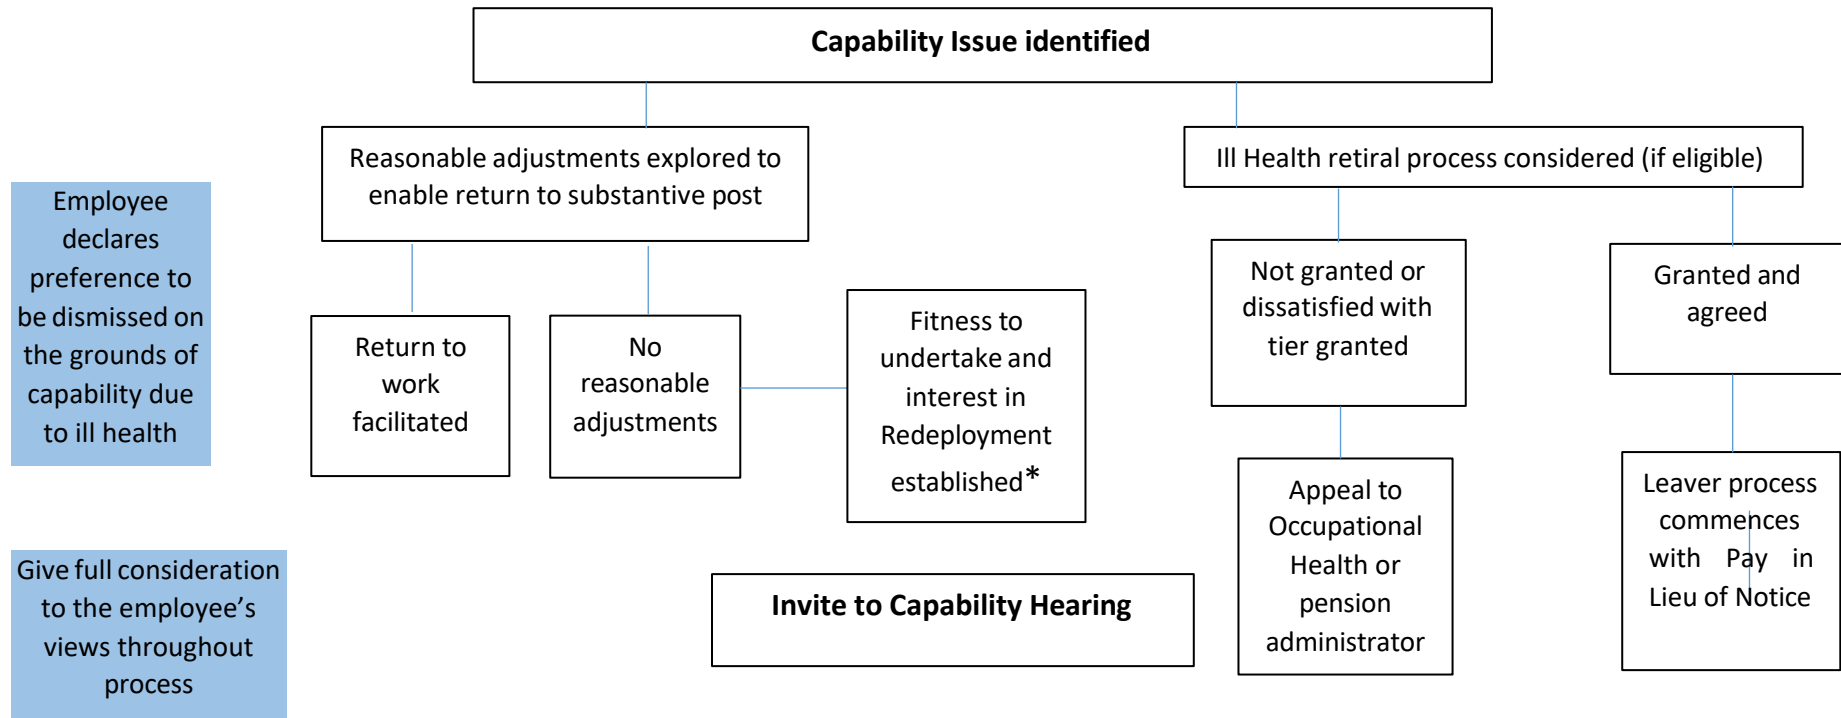 Capability Issue identified
Reasonable adjustments explored to
enable return to substantive post
Ill Health retiral process considered (if eligible)
Employee
declares
preference to
be dismissed on
the grounds of
capability due
to ill health
Return to
work
facilitated
No
reasonable
adjustments
Fitness to
undertake and
interest in
Redeployment
established*
Not granted or
dissatisfied with
tier granted
Granted and
agreed
Appeal to
Occupational
Health or
pension
administrator
Leaver process
commences
with Pay in
Lieu of Notice
Give full consideration
to the employee’s
views throughout
process
Invite to Capability Hearing